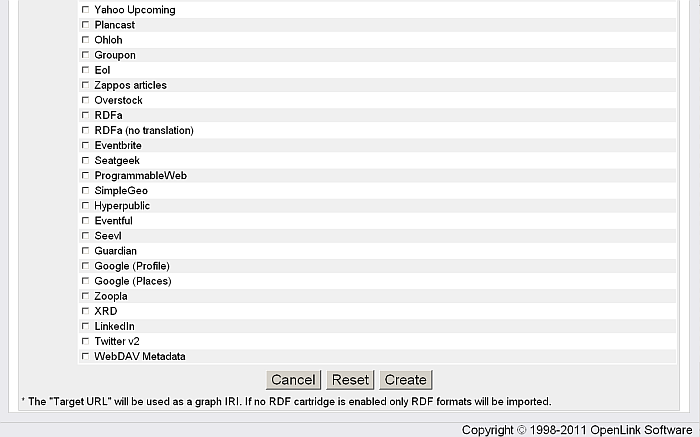 Yahoo Upcoming
Plancast
Ohloh
Groupon
Eol
Zappos articles
Overstock
RDFa
RDFa (no translation)
Eventbrite
Seatgeek
ProgrammableWeb
SimpleGeo
Hyperpublic
Eventful
Seevl
Guardian
Google (Profile)
Google (Places)
Zoopla
XRD
LinkedIn
Twitter v2
WebDAV Metadata
Cancel Reset Create
* The "Target URL" will be used as a graph IRI. If no RDF cartridge is enabled only RDF formats will be imported.
Copyright © 1998-2011 OpenLink Software